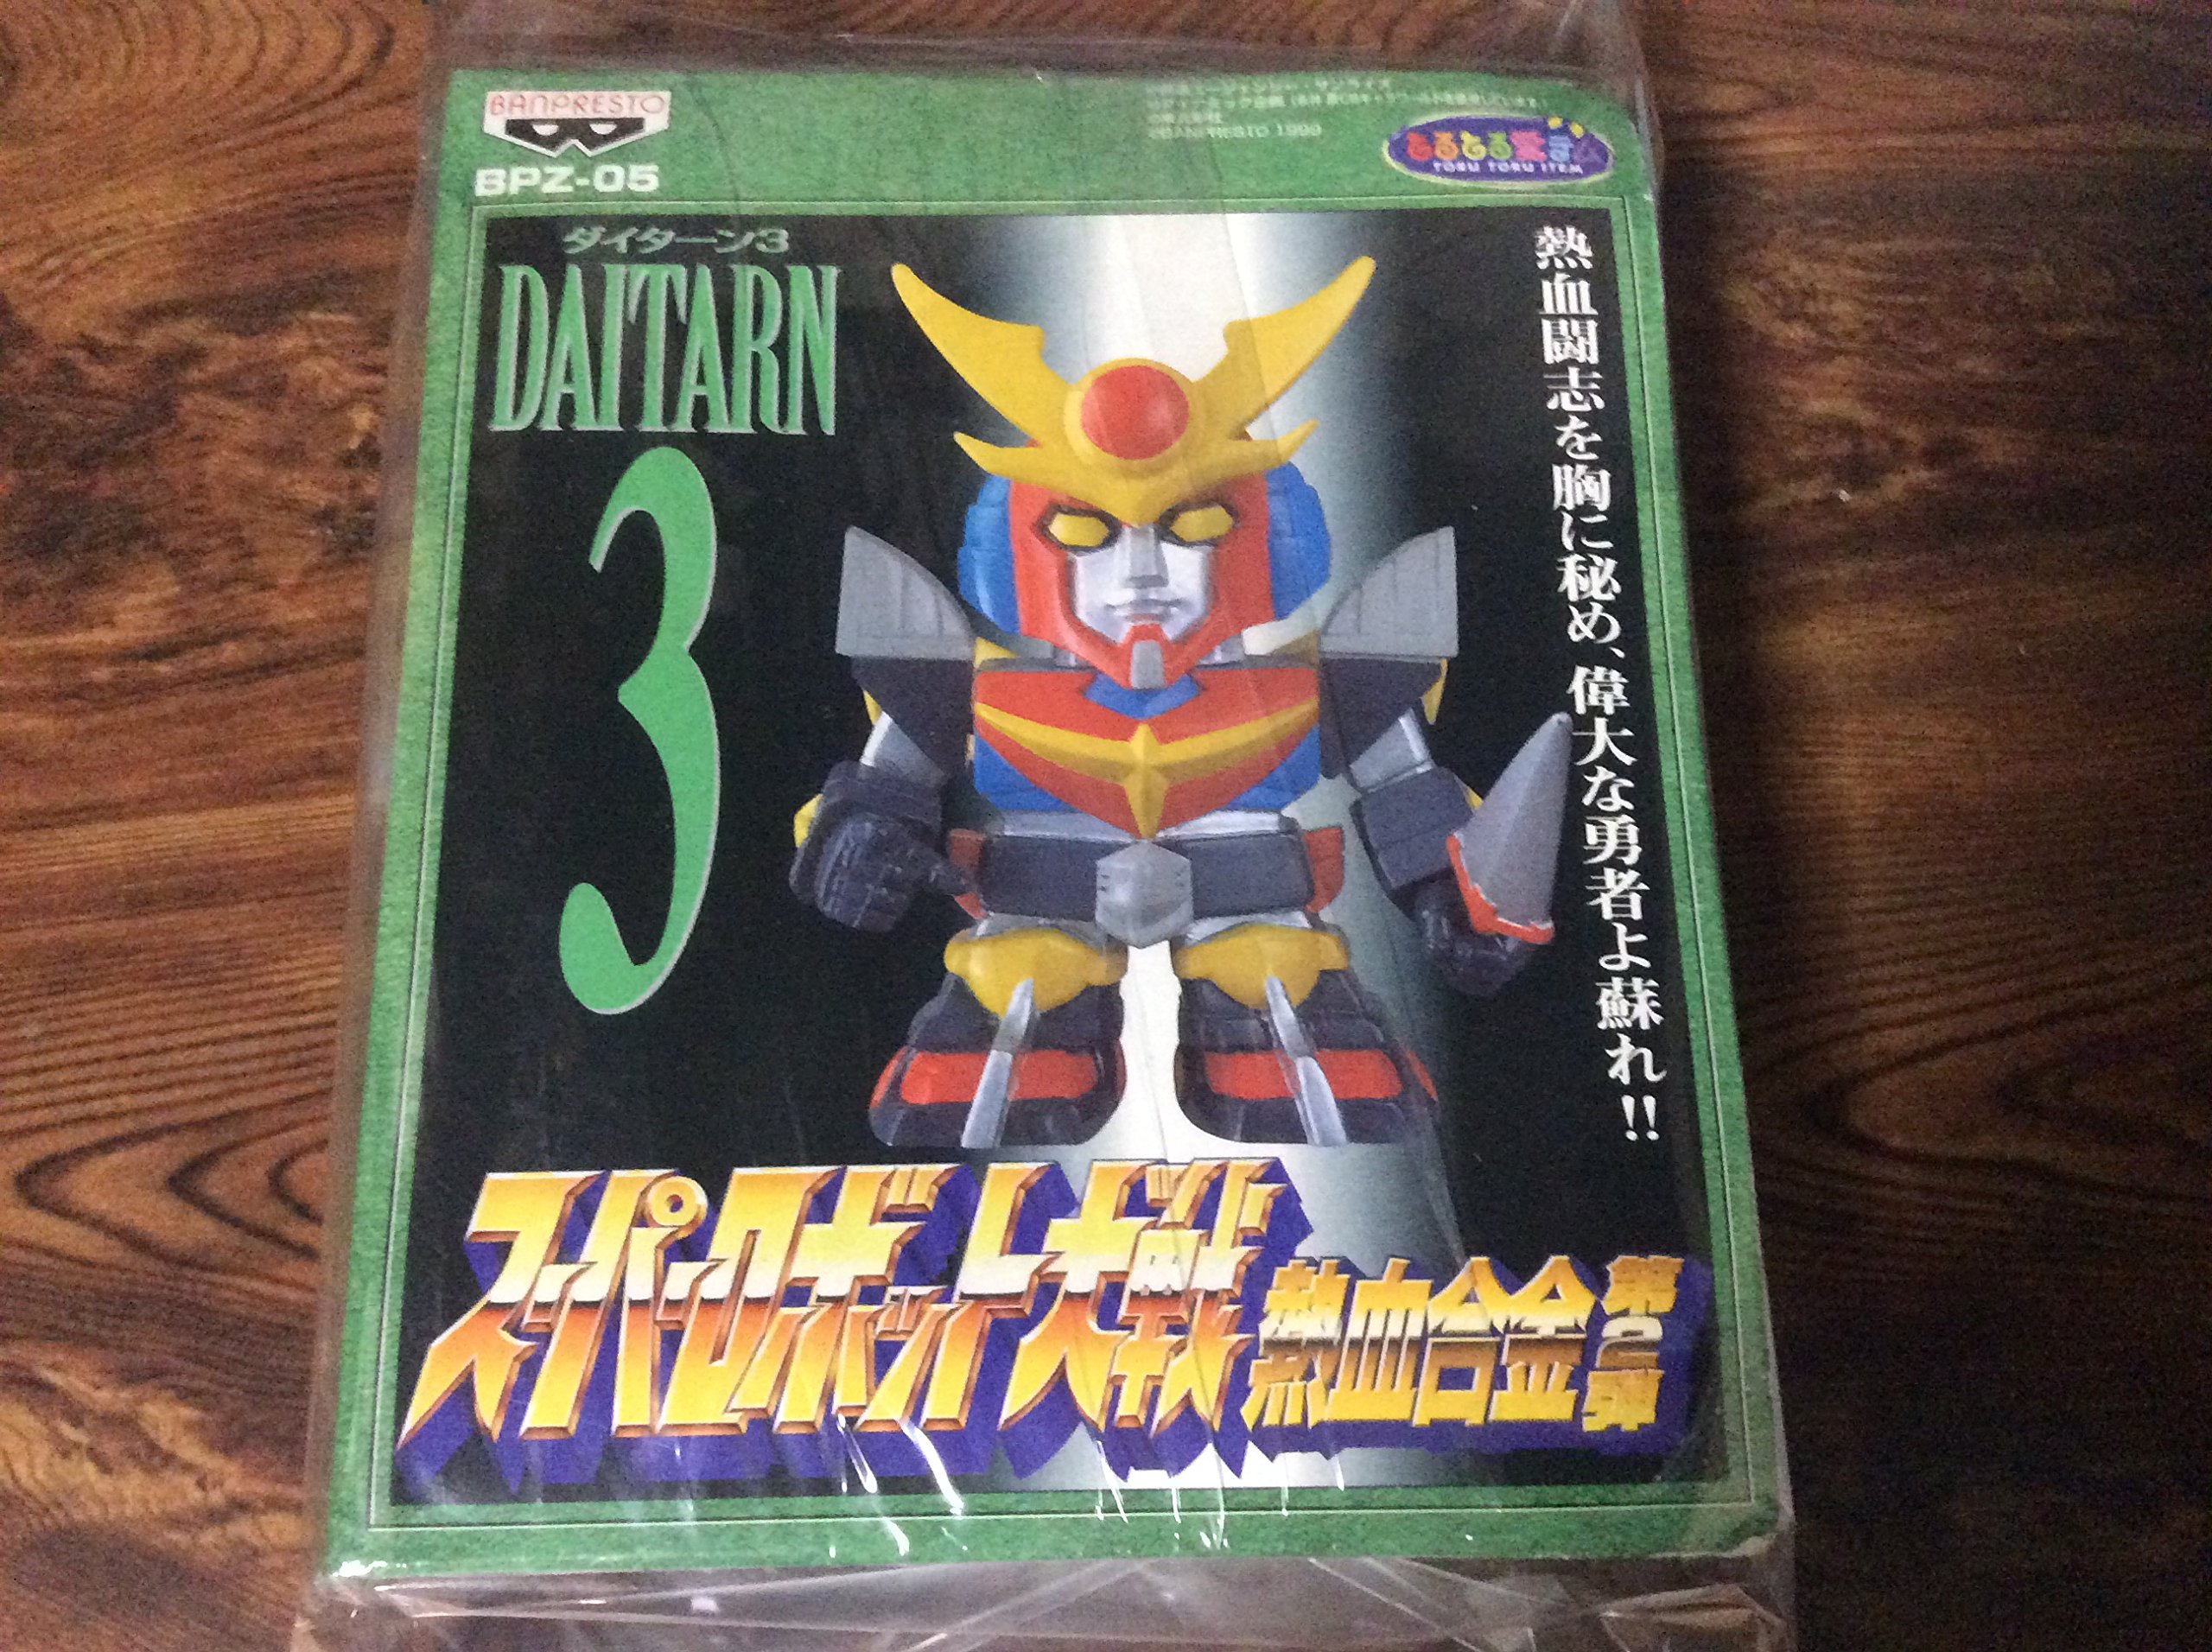 BANPRESTO
BPZ-05
©BANPRESTO 1999
とるとる愛テム
TORU TORU ITEM
ダイターン3
DAITARN
3
熱血闘志を胸に秘め、偉大な勇者よ蘇れ!!
スーパーロボット大戦
熱血合金
第2弾